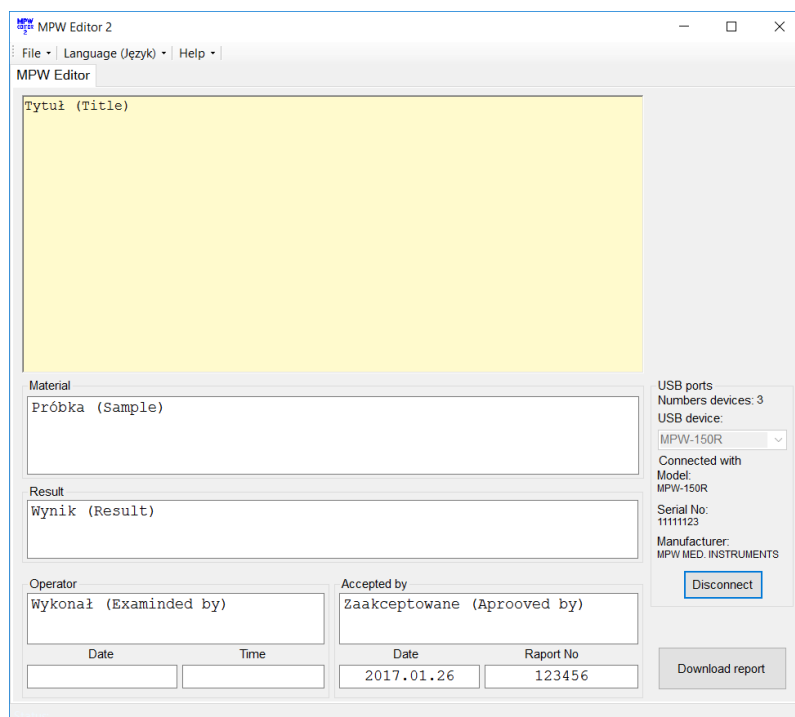 MPW Editor 2
File Language (Język) Help
MPW Editor
Tytuł (Title)
Material
Próbka (Sample)
Result
Wynik (Result)
Operator
Wykonał (Examinded by)
Date Time
Accepted by
Zaakceptowane (Aprooved by)
Date Raport No
2017.01.26 123456
USB ports
Numbers devices: 3
USB device:
MPW-150R
Connected with
Model:
MPW-150R
Serial No:
11111123
Manufacturer:
MPW MED. INSTRUMENTS
Disconnect
Download report